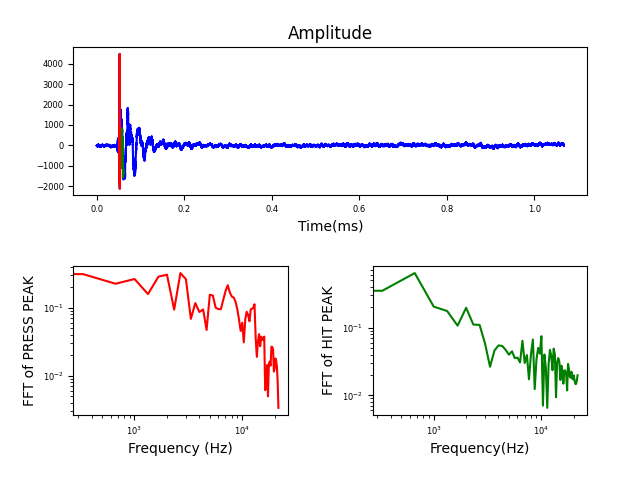 Amplitude
4000
3000
2000
1000
0
−1000
−2000
0.0 0.2 0.4 0.6 0.8 1.0
Time(ms)
FFT of PRESS PEAK
10⁻¹
10⁻²
10³ 10⁴
Frequency (Hz)
FFT of HIT PEAK
10⁻¹
10⁻²
10³ 10⁴
Frequency(Hz)